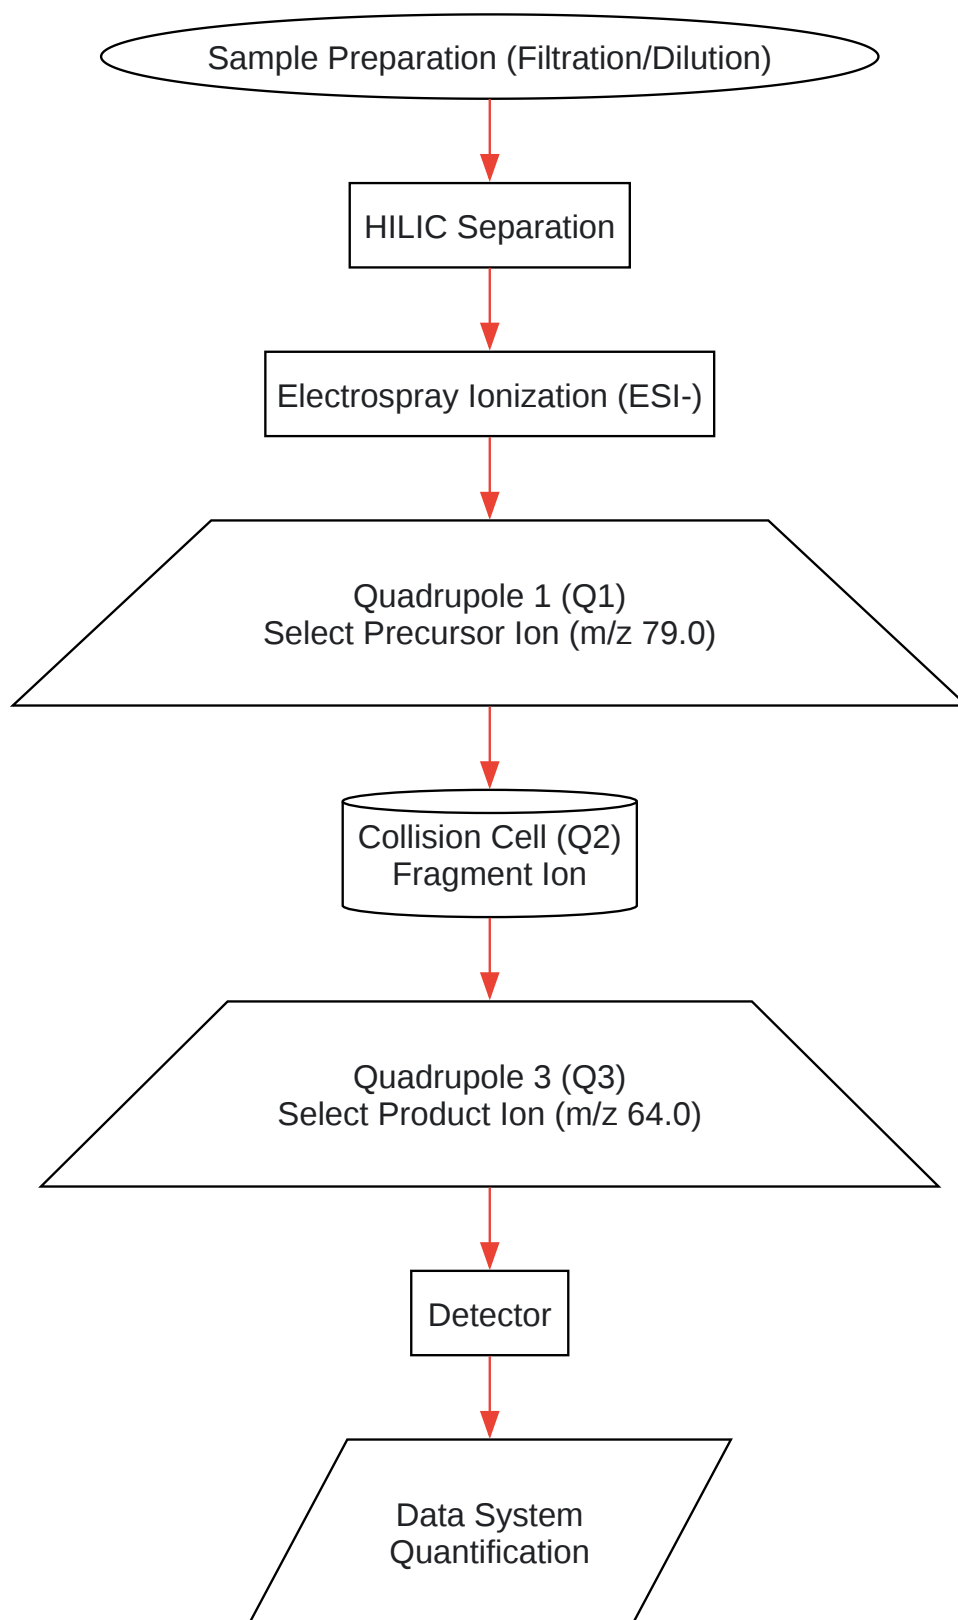 Sample Preparation (Filtration/Dilution)
HILIC Separation
Electrospray Ionization (ESI-)
Quadrupole 1 (Q1)
Select Precursor Ion (m/z 79.0)
Collision Cell (Q2)
Fragment Ion
Quadrupole 3 (Q3)
Select Product Ion (m/z 64.0)
Detector
Data System
Quantification